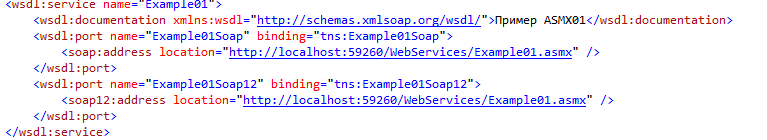 <wsdl:service name="Example01">
<wsdl:documentation xmlns:wsdl="http://schemas.xmlsoap.org/wsdl/">Пример ASMX01</wsdl:documentation>
<wsdl:port name="Example01Soap" binding="tns:Example01Soap">
<soap:address location="http://localhost:59260/WebServices/Example01.asmx" />
</wsdl:port>
<wsdl:port name="Example01Soap12" binding="tns:Example01Soap12">
<soap12:address location="http://localhost:59260/WebServices/Example01.asmx" />
</wsdl:port>
</wsdl:service>